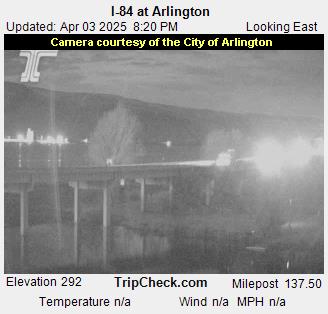 I-84 at Arlington
Updated: Apr 03 2025 8:20 PM Looking East
Camera courtesy of the City of Arlington
Elevation 292 TripCheck.com Milepost 137.50
Temperature n/a Wind n/a MPH n/a